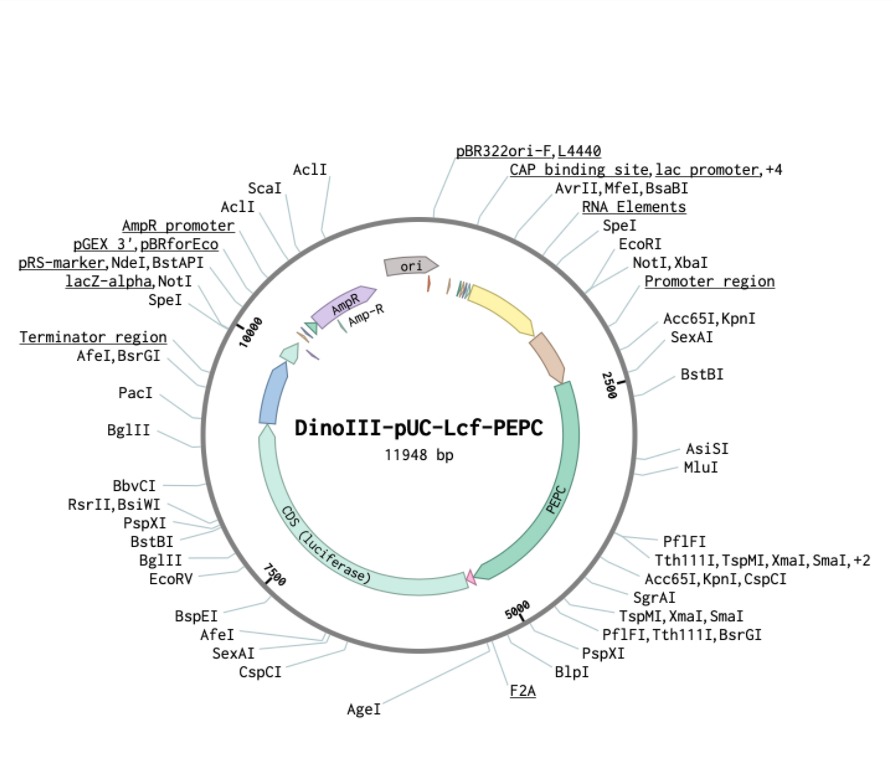 pBR322ori-F, L4440
CAP binding site, lac promoter, +4
AvrII, MfeI, BsaBI
RNA Elements
SpeI
EcoRI
NotI, XbaI
Promoter region
Acc65I, KpnI
SexAI
2500
BstBI
AsiSI
MluI
PflFI
Tth111I, TspMI, XmaI, SmaI, +2
Acc65I, KpnI, CspCI
SgrAI
TspMI, XmaI, SmaI
PflFI, Tth111I, BsrGI
5000
PspXI
BlpI
F2A
AgeI
CspCI
SexAI
AfeI
BspEI
7500
EcoRV
BglII
BstBI
PspXI
RsrII, BsiWI
BbvCI
BglII
PacI
AfeI, BsrGI
Terminator region
10000
SpeI
lacZ-alpha, NotI
pRS-marker, NdeI, BstAPI
pGEX 3', pBRforEco
AmpR promoter
AclI
ScaI
AclI
ori
AmpR
Amp-R
PEPC
CDS (luciferase)
DinoIII-pUC-Lcf-PEPC
11948 bp